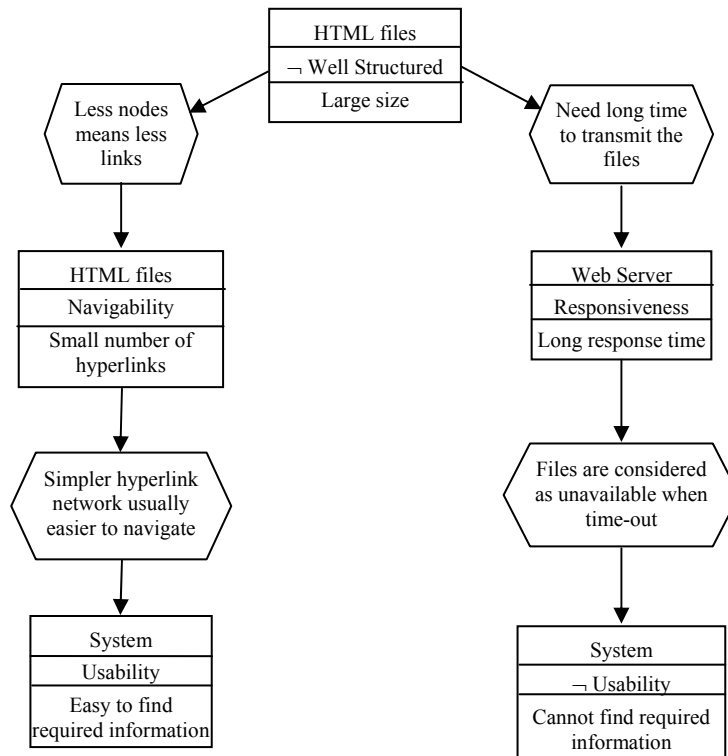 HTML files
¬ Well Structured
Large size
Less nodes
means less
links
Need long time
to transmit the
files
HTML files
Navigability
Small number of
hyperlinks
Web Server
Responsiveness
Long response time
Simpler hyperlink
network usually
easier to navigate
Files are considered
as unavailable when
time-out
System
Usability
Easy to find
required information
System
¬ Usability
Cannot find required
information